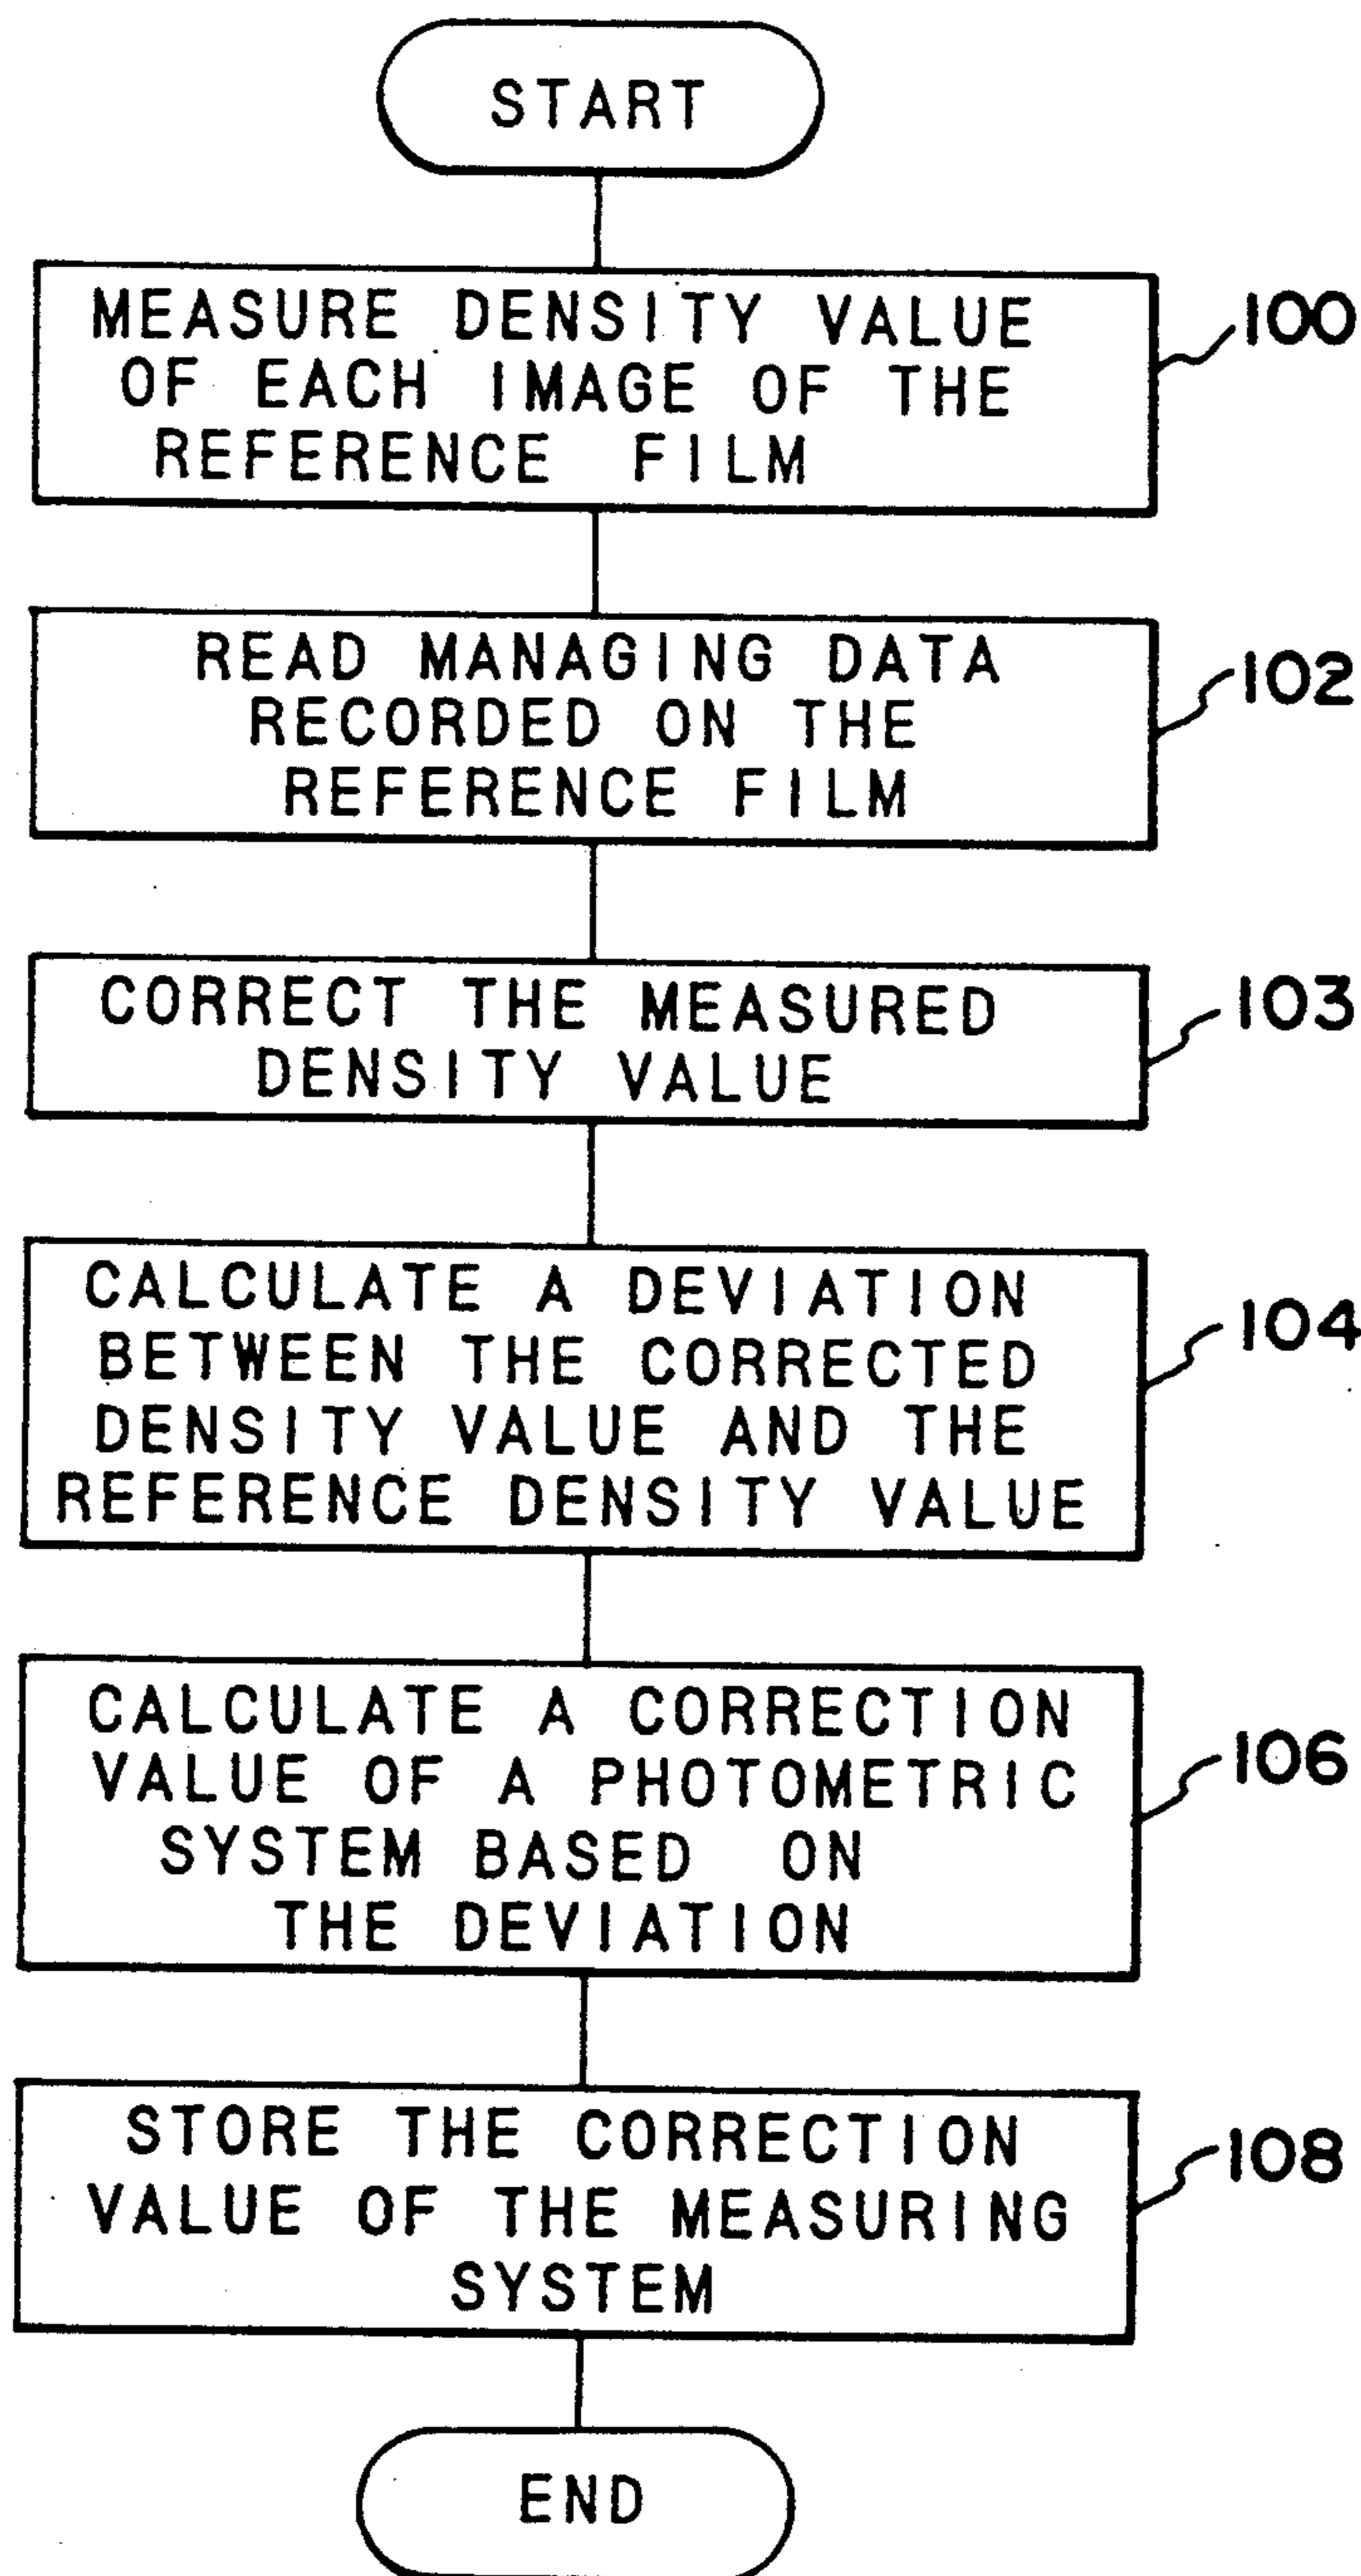 START
MEASURE DENSITY VALUE
OF EACH IMAGE OF THE
REFERENCE FILM
100
READ MANAGING DATA
RECORDED ON THE
REFERENCE FILM
102
CORRECT THE MEASURED
DENSITY VALUE
103
CALCULATE A DEVIATION
BETWEEN THE CORRECTED
DENSITY VALUE AND THE
REFERENCE DENSITY VALUE
104
CALCULATE A CORRECTION
VALUE OF A PHOTOMETRIC
SYSTEM BASED ON
THE DEVIATION
106
STORE THE CORRECTION
VALUE OF THE MEASURING
SYSTEM
108
END